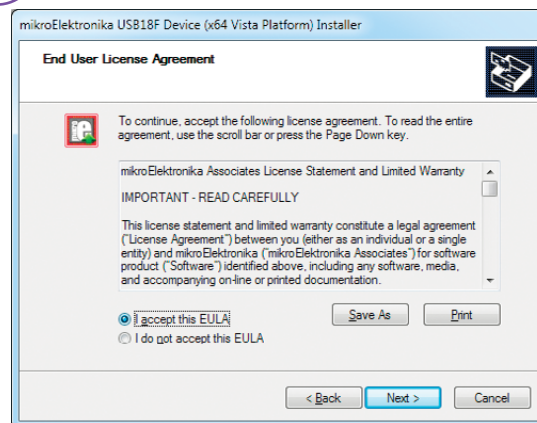 mikroElektronika USB18F Device (x64 Vista Platform) Installer
End User License Agreement
To continue, accept the following license agreement. To read the entire
agreement, use the scroll bar or press the Page Down key.
mikroElektronika Associates License Statement and Limited Warranty
IMPORTANT - READ CAREFULLY
This license statement and limited warranty constitute a legal agreement
("License Agreement") between you (either as an individual or a single
entity) and mikroElektronika ("mikroElektronika Associates") for software
product ("Software") identified above, including any software, media,
and accompanying on-line or printed documentation.
I accept this EULA
Save As
Print
I do not accept this EULA
< Back
Next >
Cancel